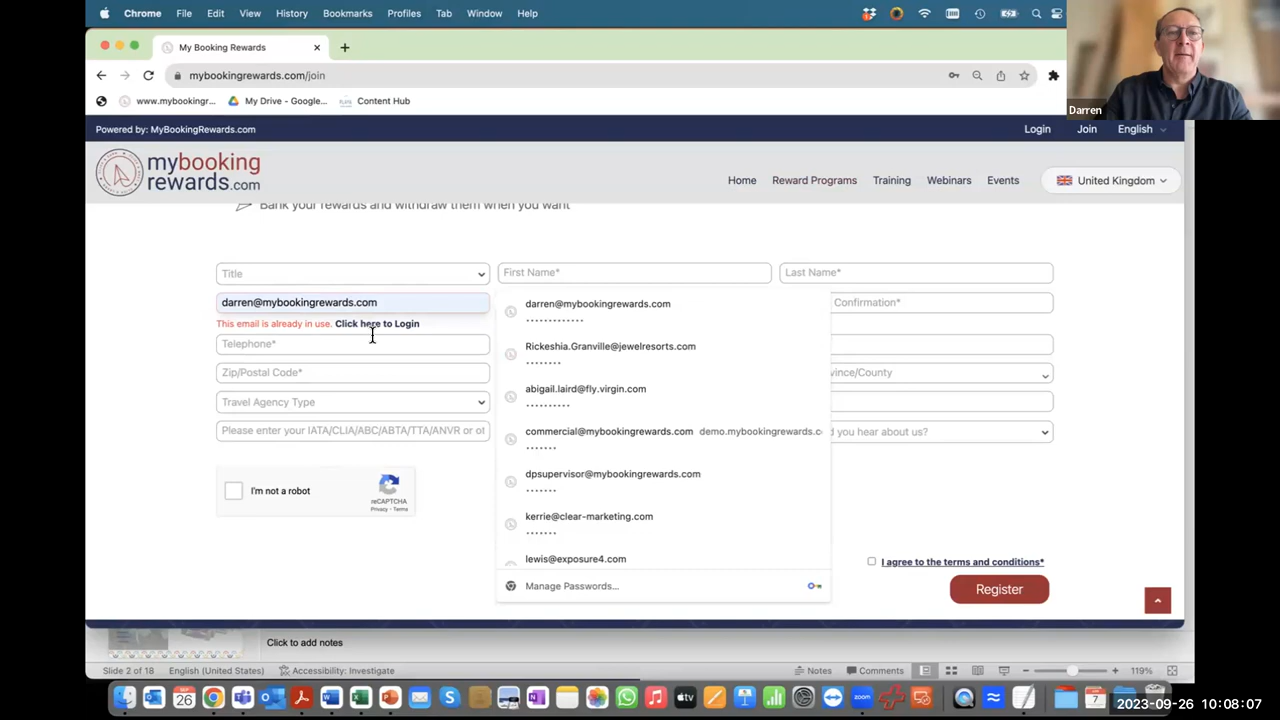 Chrome File Edit View History Bookmarks Profiles Tab Window Help
My Booking Rewards
mybookingrewards.com/join
www.mybookingr... My Drive - Google... Content Hub
Darren
Powered by: MyBookingRewards.com Login Join English
mybooking
rewards.com
Home Reward Programs Training Webinars Events United Kingdom
Bank your rewards and withdraw them when you want
Title First Name* Last Name*
darren@mybookingrewards.com darren@mybookingrewards.com Confirmation*
This email is already in use. Click here to Login
Telephone* Rickeshia.Granville@jewelresorts.com
Zip/Postal Code* vince/County
abigail.laird@fly.virgin.com
Travel Agency Type
Please enter your IATA/CLIA/ABC/ABTA/TTA/ANVR or ot commercial@mybookingrewards.com demo.mybookingrewards.c d you hear about us?
dpsupervisor@mybookingrewards.com
I'm not a robot
reCAPTCHA
Privacy - Terms
kerrie@clear-marketing.com
lewis@exposure4.com I agree to the terms and conditions*
Manage Passwords... Register
Click to add notes
Slide 2 of 18 English (United States) Accessibility: Investigate Notes Comments 119%
SEP
26
zoom
7
2023-09-26 10:08:07